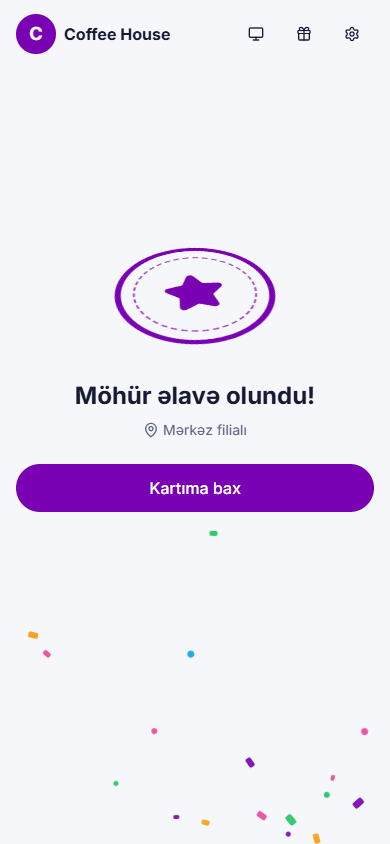 C
Coffee House
Möhür əlavə olundu!
Mərkəz filialı
Kartıma bax